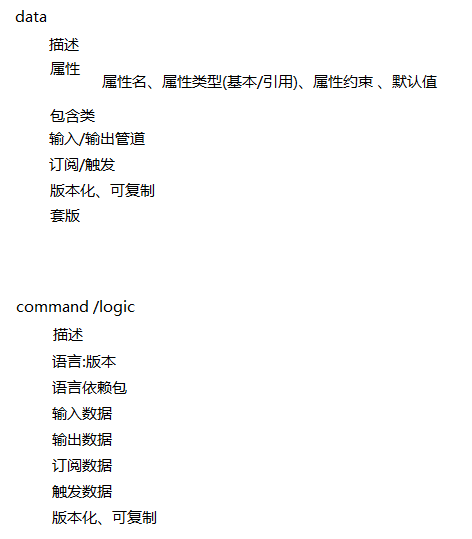 data
描述
属性
属性名、属性类型(基本/引用)、属性约束 、默认值
包含类
输入/输出管道
订阅/触发
版本化、可复制
套版
command /logic
描述
语言:版本
语言依赖包
输入数据
输出数据
订阅数据
触发数据
版本化、可复制